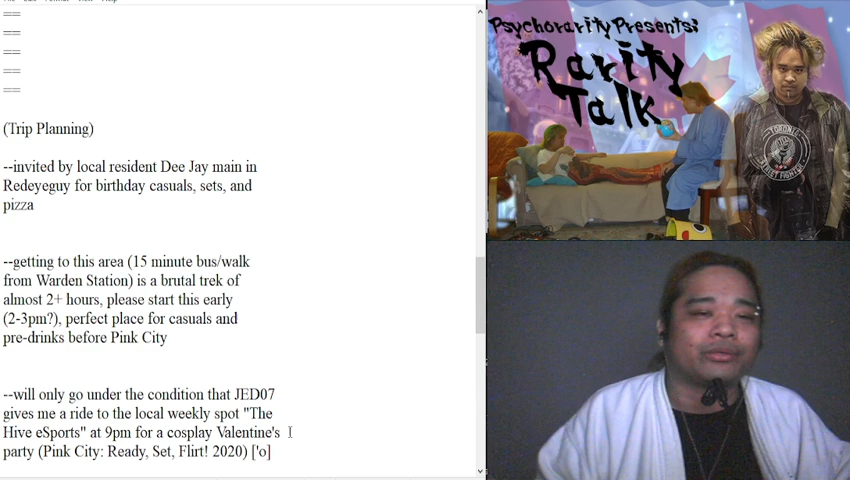 ==
==
==
==
==
(Trip Planning)
--invited by local resident Dee Jay main in
Redeyeguy for birthday casuals, sets, and
pizza
--getting to this area (15 minute bus/walk
from Warden Station) is a brutal trek of
almost 2+ hours, please start this early
(2-3pm?), perfect place for casuals and
pre-drinks before Pink City
--will only go under the condition that JED07
gives me a ride to the local weekly spot "The
Hive eSports" at 9pm for a cosplay Valentine's
party (Pink City: Ready, Set, Flirt! 2020) ['o]
Psychorarity Presents:
Rarity
Talk
TORONTO
STREET FIGHTER